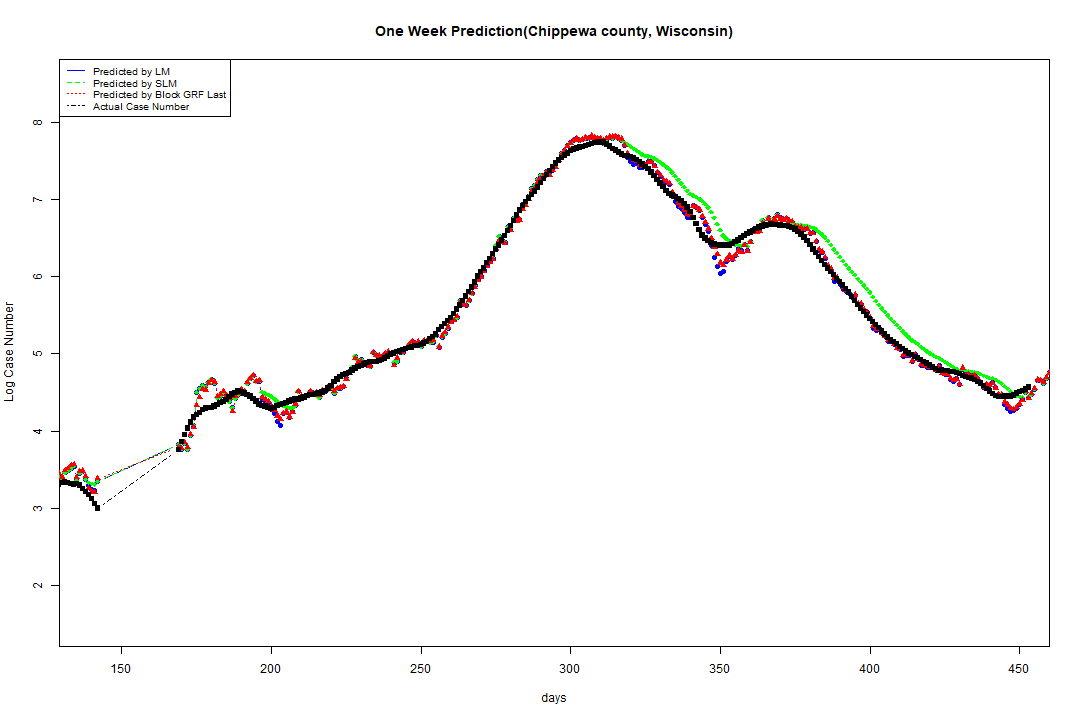 One Week Prediction(Chippewa county, Wisconsin)
Predicted by LM
Predicted by SLM
Predicted by Block GRF Last
Actual Case Number
8
7
6
5
4
3
2
Log Case Number
150 200 250 300 350 400 450
days